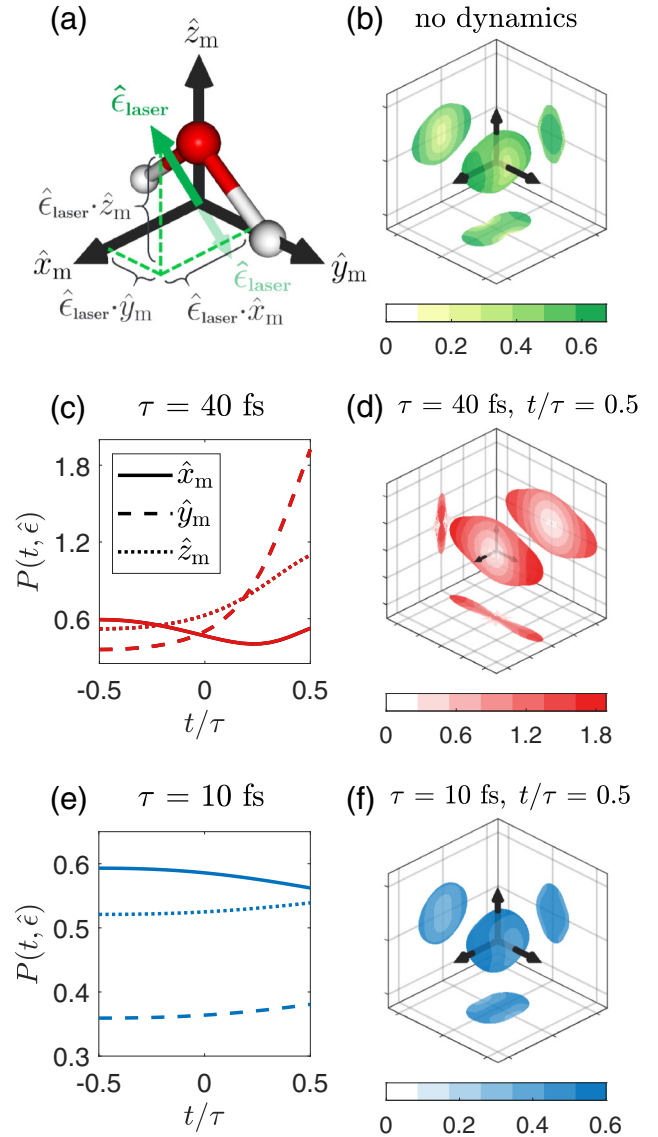 (a)
ẑm
ε̂laser
ε̂laser·ẑm
x̂m
ŷm
ε̂laser
ε̂laser·ŷm
ε̂laser·x̂m
(b) no dynamics
0 0.2 0.4 0.6
(c) τ = 40 fs
P(t, ε̂)
1.8
1.2
0.6
x̂m
ŷm
ẑm
-0.5 0 0.5
t/τ
(d) τ = 40 fs, t/τ = 0.5
0 0.6 1.2 1.8
(e) τ = 10 fs
P(t, ε̂)
0.6
0.5
0.4
0.3
-0.5 0 0.5
t/τ
(f) τ = 10 fs, t/τ = 0.5
0 0.2 0.4 0.6